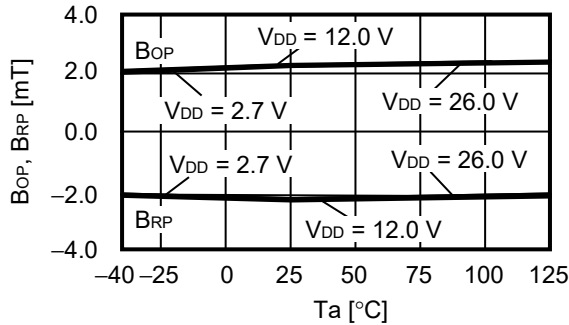 4.0
BOP
VDD = 12.0 V
2.0
VDD = 2.7 V
VDD = 26.0 V
0.0
VDD = 2.7 V
VDD = 26.0 V
−2.0
BRP
VDD = 12.0 V
−4.0
−40 −25 0 25 50 75 100 125
Ta [°C]
BOP, BRP [mT]